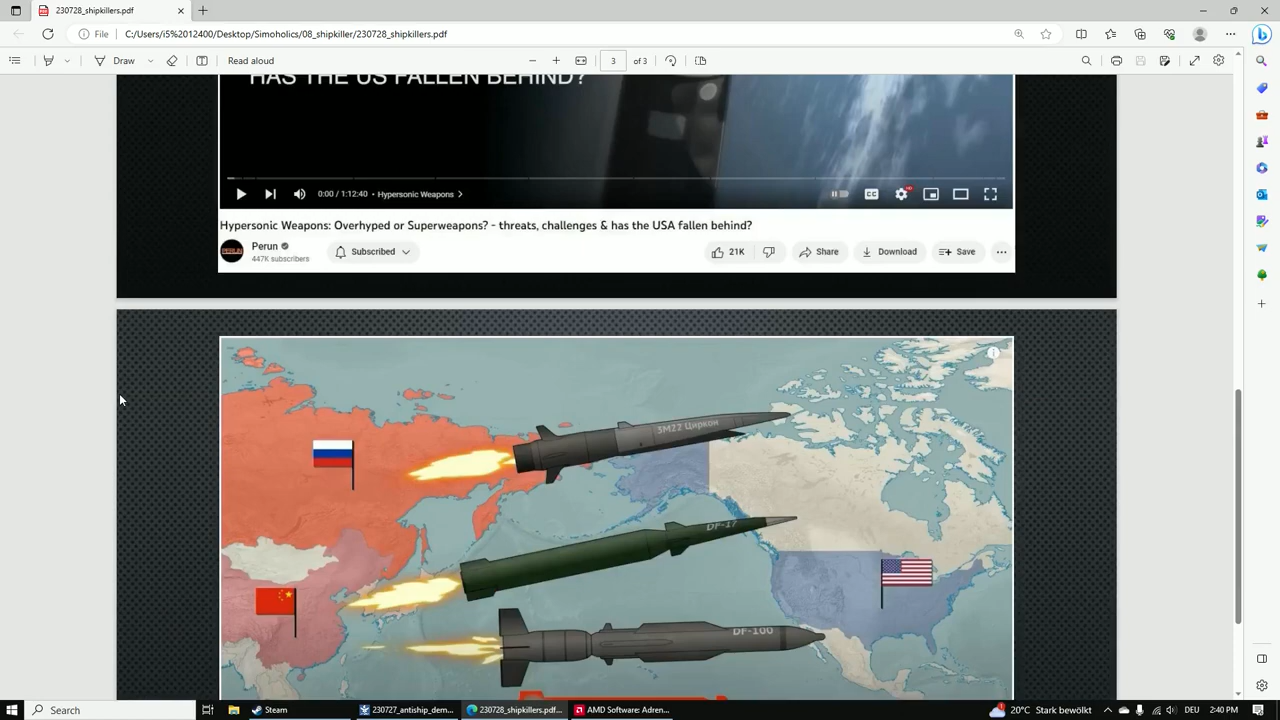 230728_shipkillers.pdf
File
C:/Users/i5%2012400/Desktop/Simoholics/08_shipkiller/230728_shipkillers.pdf
Draw
Read aloud
3
of 3
HAS THE US FALLEN BEHIND?
0:00 / 1:12:40 • Hypersonic Weapons
CC
HD
Hypersonic Weapons: Overhyped or Superweapons? - threats, challenges & has the USA fallen behind?
PERUN
Perun
447K subscribers
Subscribed
21K
Share
Download
Save
3M22 Циркон
DF-17
DF-100
Search
Steam
230727_antiship_dem...
230728_shipkillers.pdf...
AMD Software: Adren...
20°C Stark bewölkt
DEU
2:40 PM